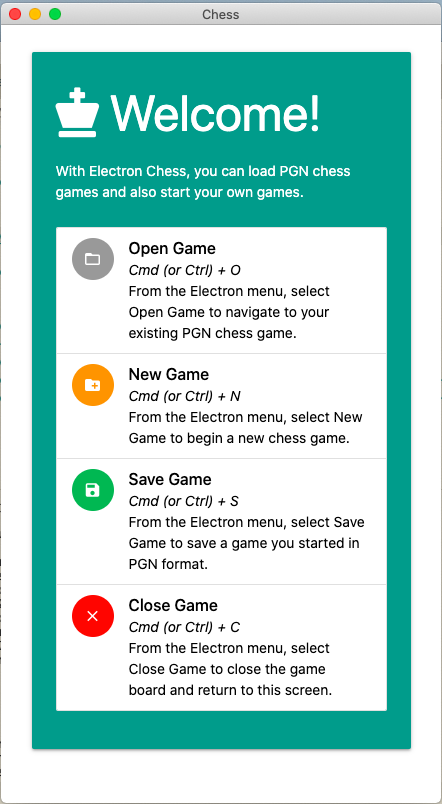 Chess
Welcome!
With Electron Chess, you can load PGN chess
games and also start your own games.
Open Game
Cmd (or Ctrl) + O
From the Electron menu, select
Open Game to navigate to your
existing PGN chess game.
New Game
Cmd (or Ctrl) + N
From the Electron menu, select New
Game to begin a new chess game.
Save Game
Cmd (or Ctrl) + S
From the Electron menu, select Save
Game to save a game you started in
PGN format.
Close Game
Cmd (or Ctrl) + C
From the Electron menu, select
Close Game to close the game
board and return to this screen.